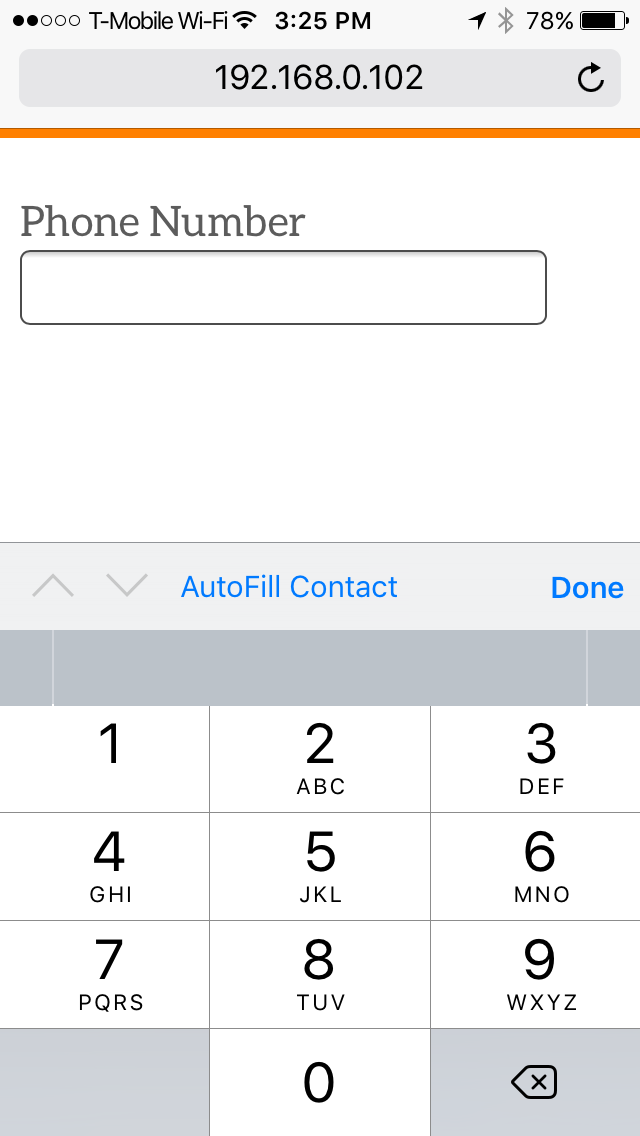 T-Mobile Wi-Fi 3:25 PM 78%
192.168.0.102
Phone Number
AutoFill Contact Done
1 2 3
ABC DEF
4 5 6
GHI JKL MNO
7 8 9
PQRS TUV WXYZ
0